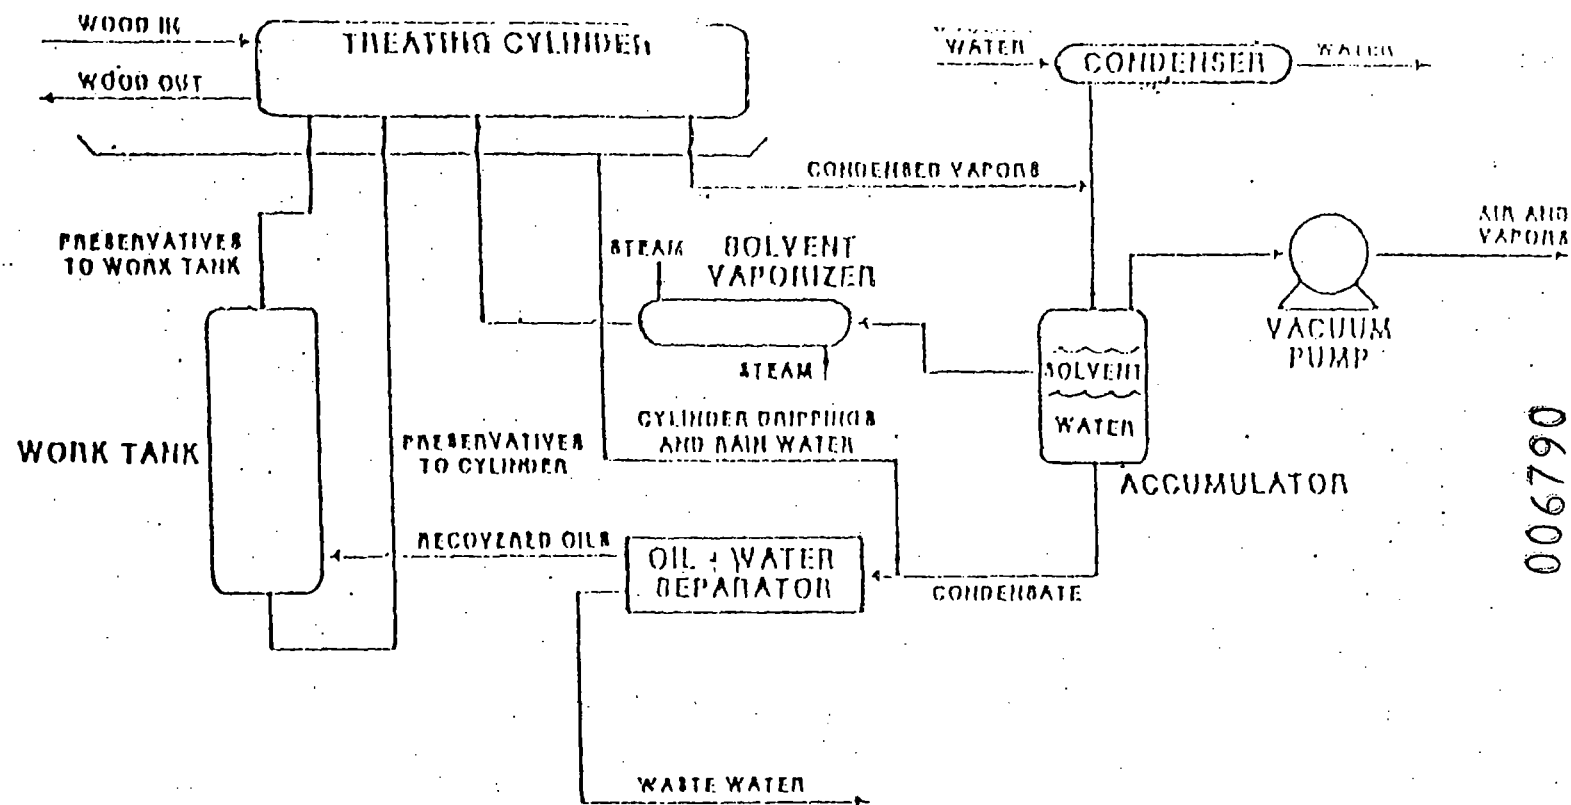 WOOD IN
TREATING CYLINDER
WATER
CONDENSER
WATER
WOOD OUT
CONDENSED VAPORS
AIR AND
VAPORS
PRESERVATIVES
TO WORK TANK
STEAM
SOLVENT
VAPORIZER
VACUUM
PUMP
STEAM
SOLVENT
WATER
CYLINDER DRIPPINGS
AND RAIN WATER
WORK TANK
PRESERVATIVES
TO CYLINDER
ACCUMULATOR
006790
RECOVERED OILS
OIL - WATER
SEPARATOR
CONDENSATE
WASTE WATER